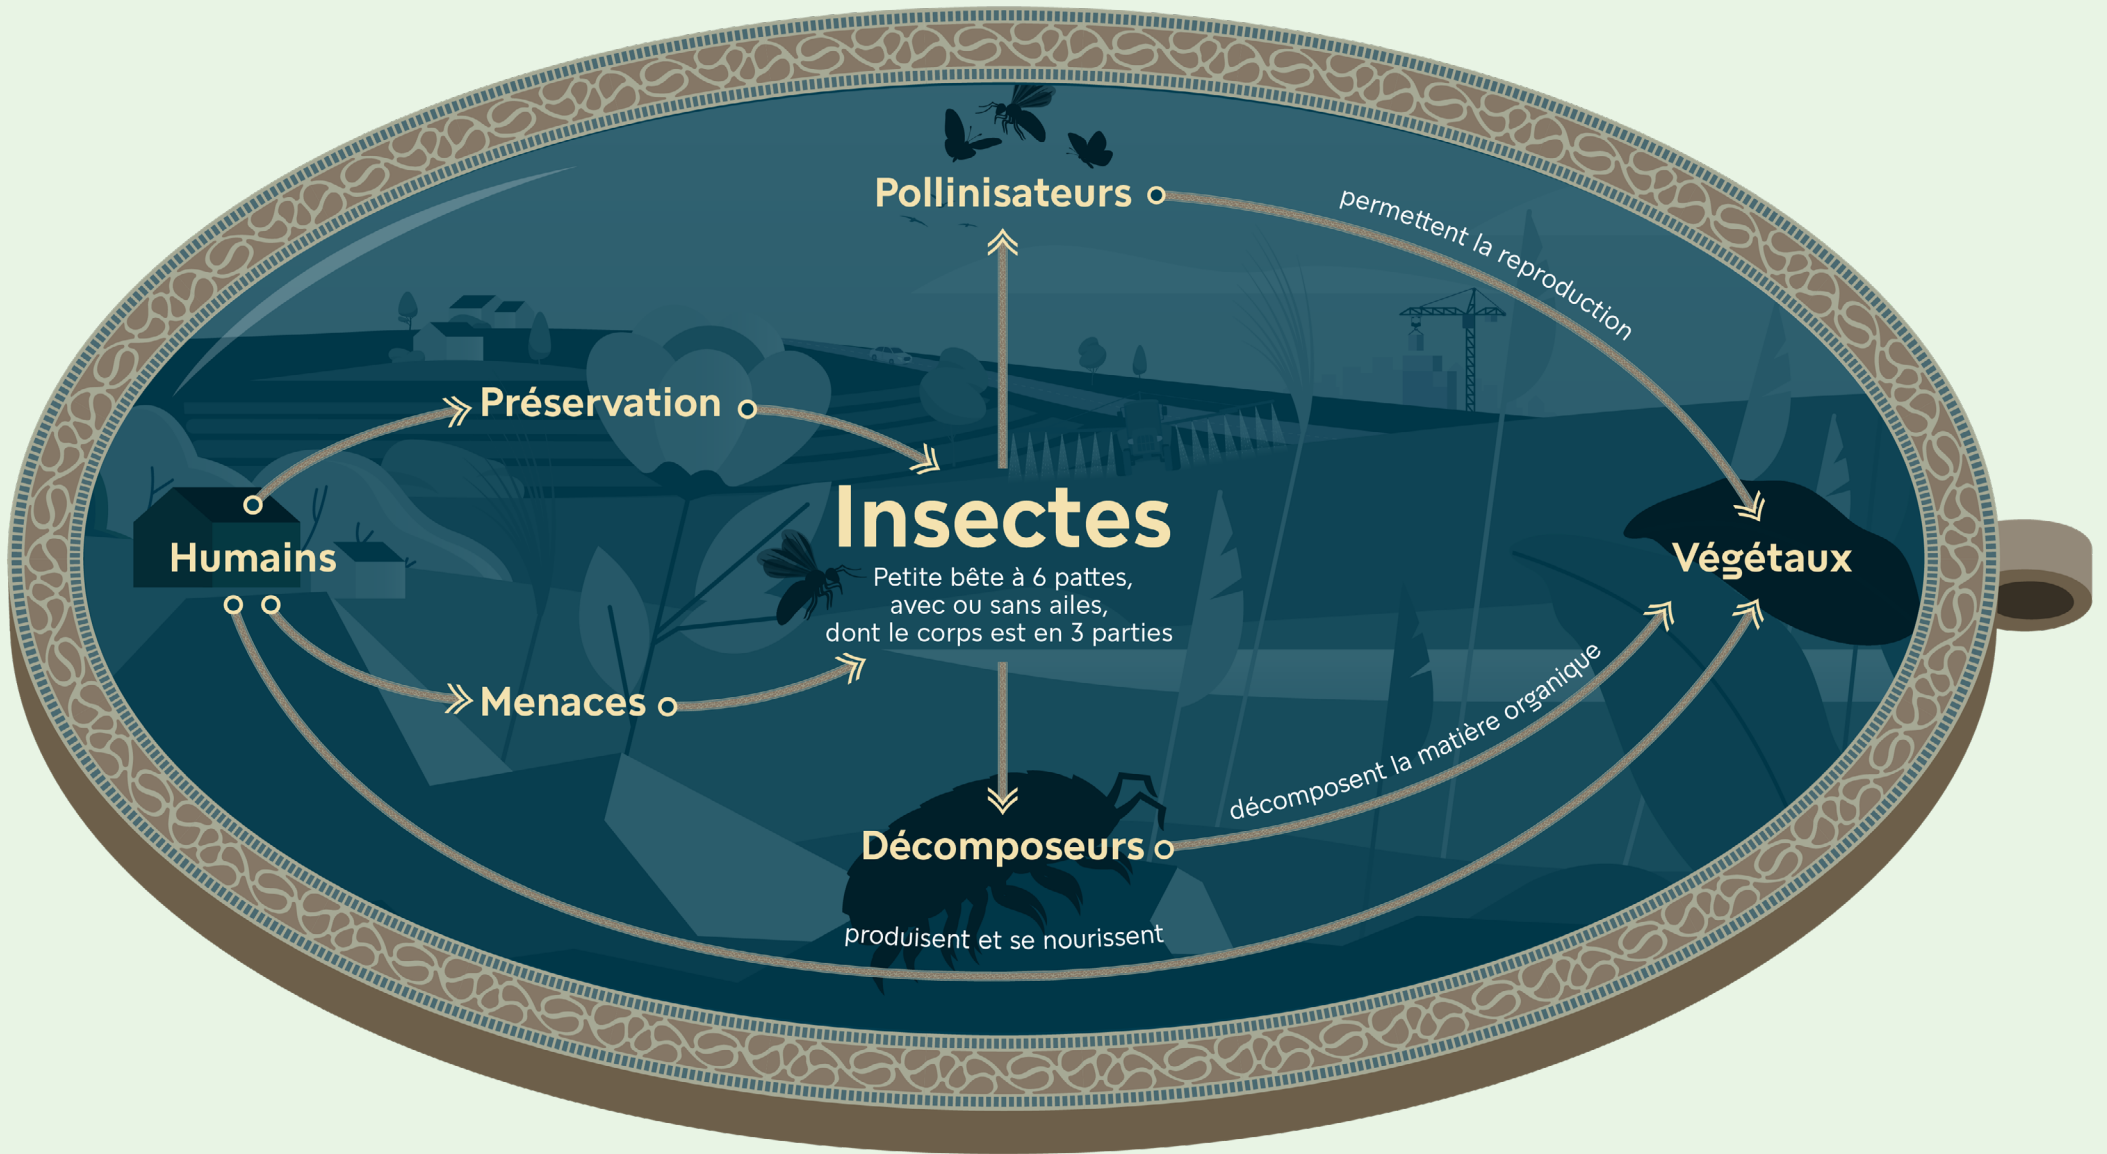 Pollinisateurs
permettent la reproduction
Préservation
Insectes
Petite bête à 6 pattes,
avec ou sans ailes,
dont le corps est en 3 parties
Humains
Végétaux
Menaces
décomposent la matière organique
Décomposeurs
produisent et se nourissent